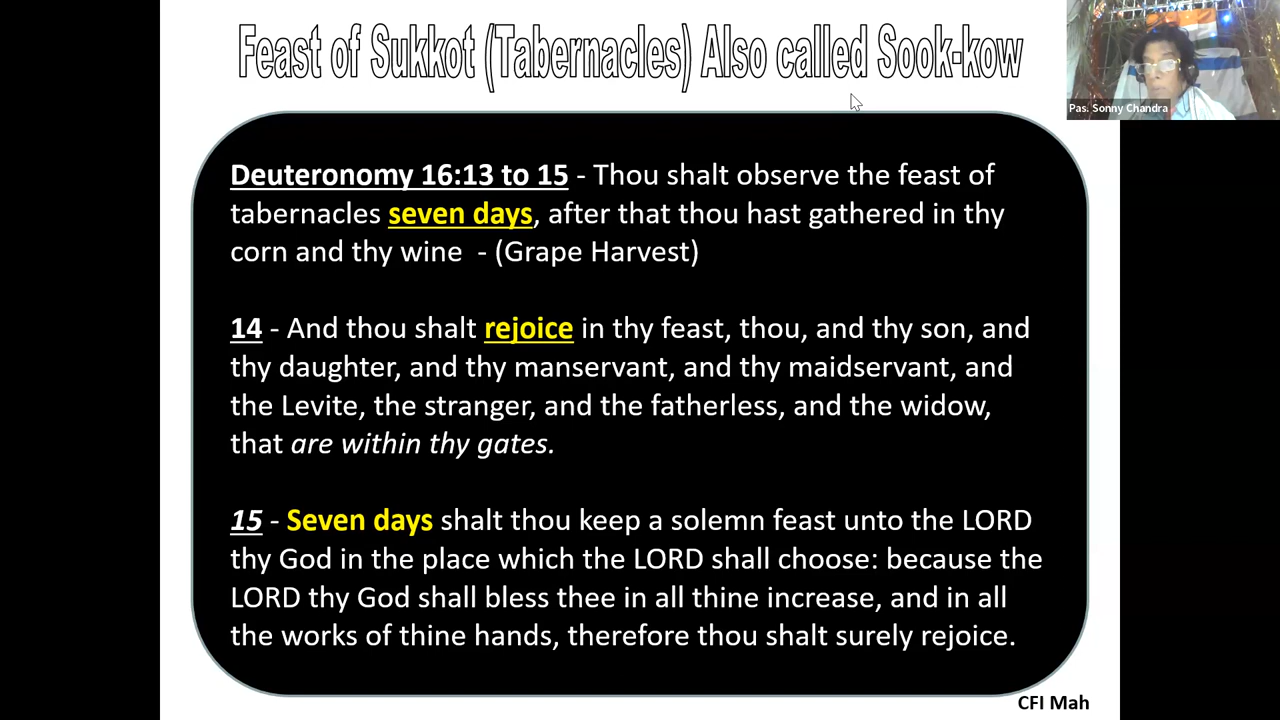 Feast of Sukkot (Tabernacles) Also called Sook-kow
Pas. Sonny Chandra
Deuteronomy 16:13 to 15 - Thou shalt observe the feast of
tabernacles seven days, after that thou hast gathered in thy
corn and thy wine - (Grape Harvest)
14 - And thou shalt rejoice in thy feast, thou, and thy son, and
thy daughter, and thy manservant, and thy maidservant, and
the Levite, the stranger, and the fatherless, and the widow,
that are within thy gates.
15 - Seven days shalt thou keep a solemn feast unto the LORD
thy God in the place which the LORD shall choose: because the
LORD thy God shall bless thee in all thine increase, and in all
the works of thine hands, therefore thou shalt surely rejoice.
CFI Mah